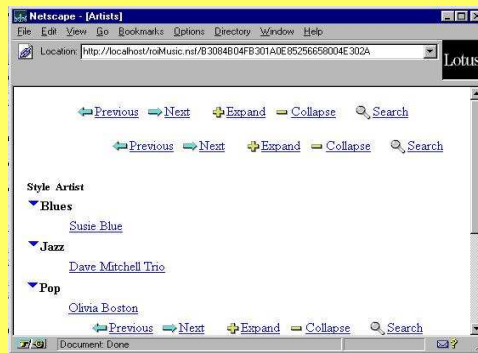 Netscape - [Artists]
File Edit View Go Bookmarks Options Directory Window Help
Location: http://localhost/roiMusic.nsf/B3084B04FB301A0E85256658004E302A
Lotus
Previous Next Expand Collapse Search
Previous Next Expand Collapse Search
Style Artist
Blues
Susie Blue
Jazz
Dave Mitchell Trio
Pop
Olivia Boston
Previous Next Expand Collapse Search
Document: Done